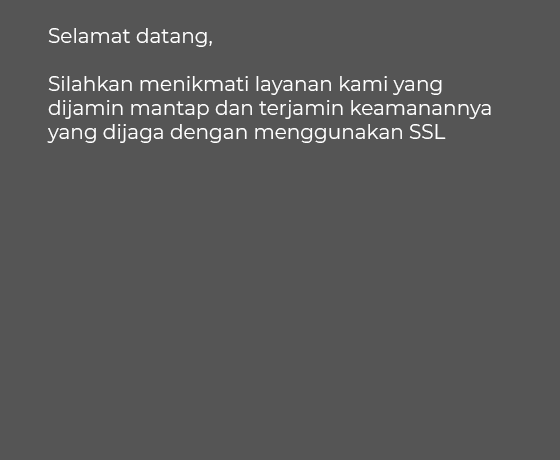 Selamat datang,
Silahkan menikmati layanan kami yang
dijamin mantap dan terjamin keamanannya
yang dijaga dengan menggunakan SSL